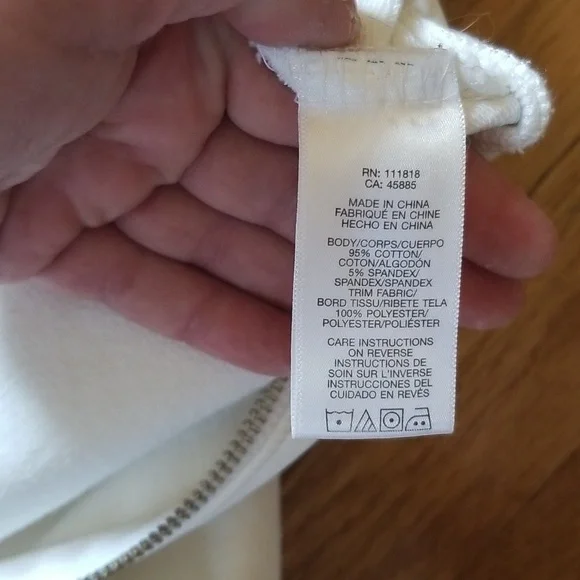 RN: 111818
CA: 45885
MADE IN CHINA
FABRIQUÉ EN CHINE
HECHO EN CHINA
BODY/CORPS/CUERPO
95% COTTON/
COTON/ALGODÓN
5% SPANDEX/
SPANDEX/SPANDEX
TRIM FABRIC/
BORD TISSU/RIBETE TELA
100% POLYESTER/
POLYESTER/POLIÉSTER
CARE INSTRUCTIONS
ON REVERSE
INSTRUCTIONS DE
SOIN SUR L'INVERSE
INSTRUCCIONES DEL
CUIDADO EN REVÉS